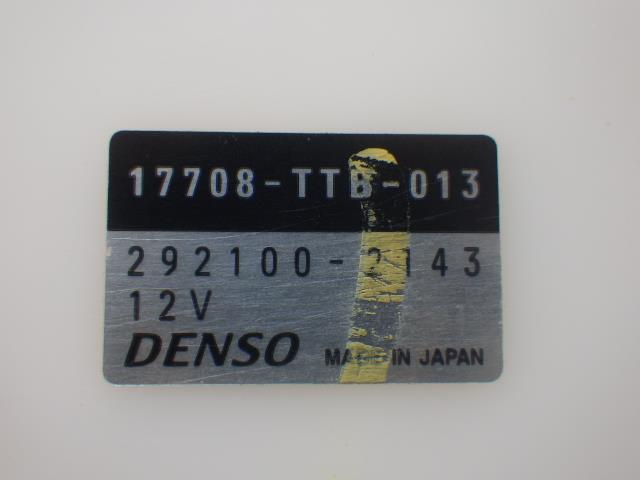 17708-TTB-013
292100-2143
12V
DENSO
MADE IN JAPAN